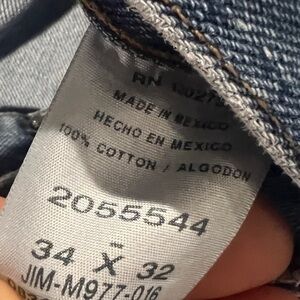 RN
MADE IN MEXICO
HECHO EN MEXICO
100% COTTON / ALGODON
2055544
34 X 32
JIM-M977-016